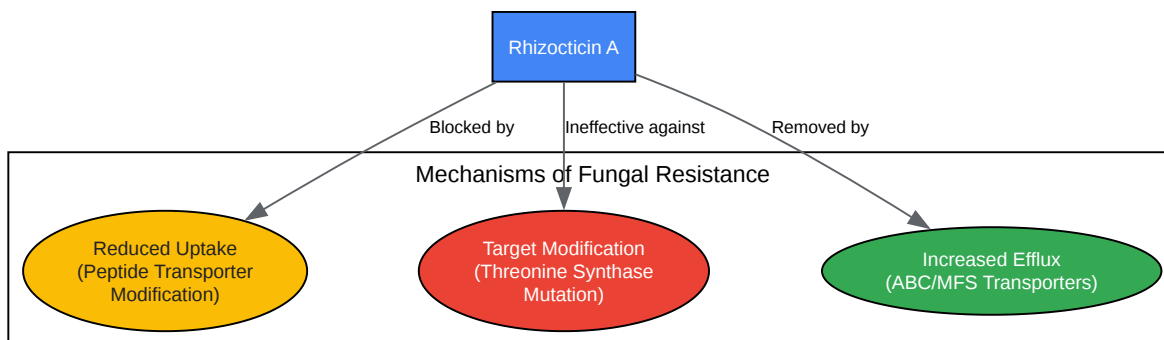 Rhizocticin A
Blocked by
Ineffective against
Removed by
Mechanisms of Fungal Resistance
Reduced Uptake
(Peptide Transporter
Modification)
Target Modification
(Threonine Synthase
Mutation)
Increased Efflux
(ABC/MFS Transporters)